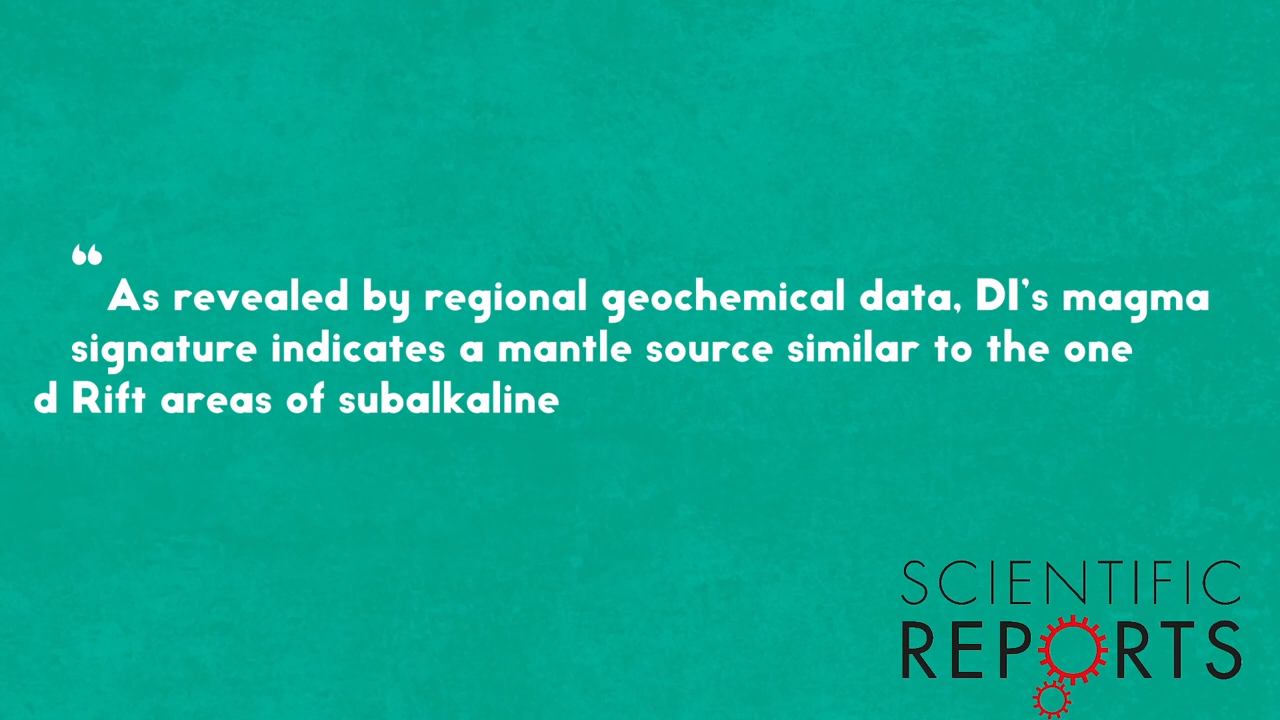 “
As revealed by regional geochemical data, DI’s magma
signature indicates a mantle source similar to the one
d Rift areas of subalkaline
SCIENTIFIC
REPORTS